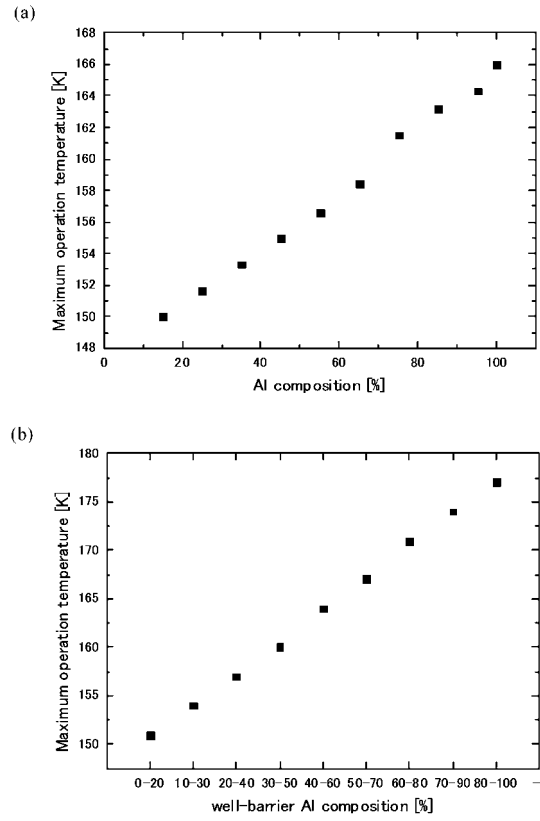 (a)
168
166
164
162
160
158
156
154
152
150
148
Maximum operation temperature [K]
0 20 40 60 80 100
Al composition [%]
(b)
180
175
170
165
160
155
150
Maximum operation temperature [K]
0-20 10-30 20-40 30-50 40-60 50-70 60-80 70-90 80-100 -
well-barrier Al composition [%]